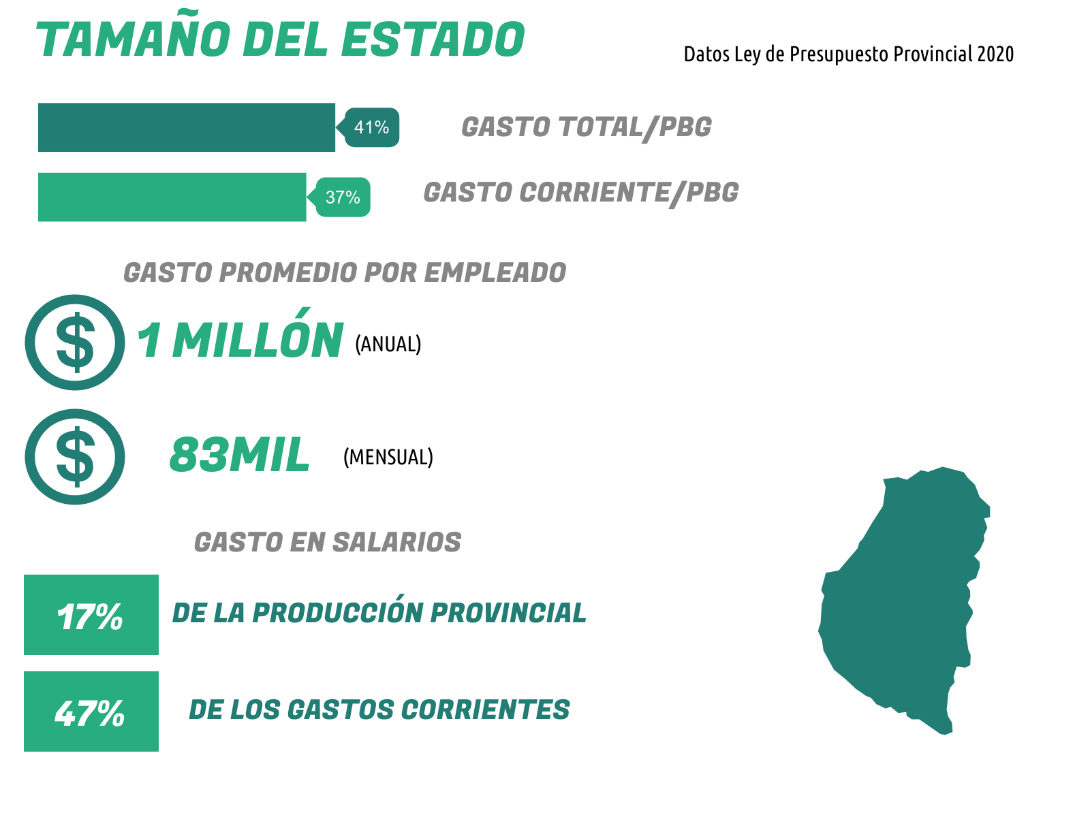 TAMAÑO DEL ESTADO
Datos Ley de Presupuesto Provincial 2020
41%
GASTO TOTAL/PBG
37%
GASTO CORRIENTE/PBG
GASTO PROMEDIO POR EMPLEADO
$ 1 MILLÓN (ANUAL)
$ 83MIL (MENSUAL)
GASTO EN SALARIOS
17% DE LA PRODUCCIÓN PROVINCIAL
47% DE LOS GASTOS CORRIENTES